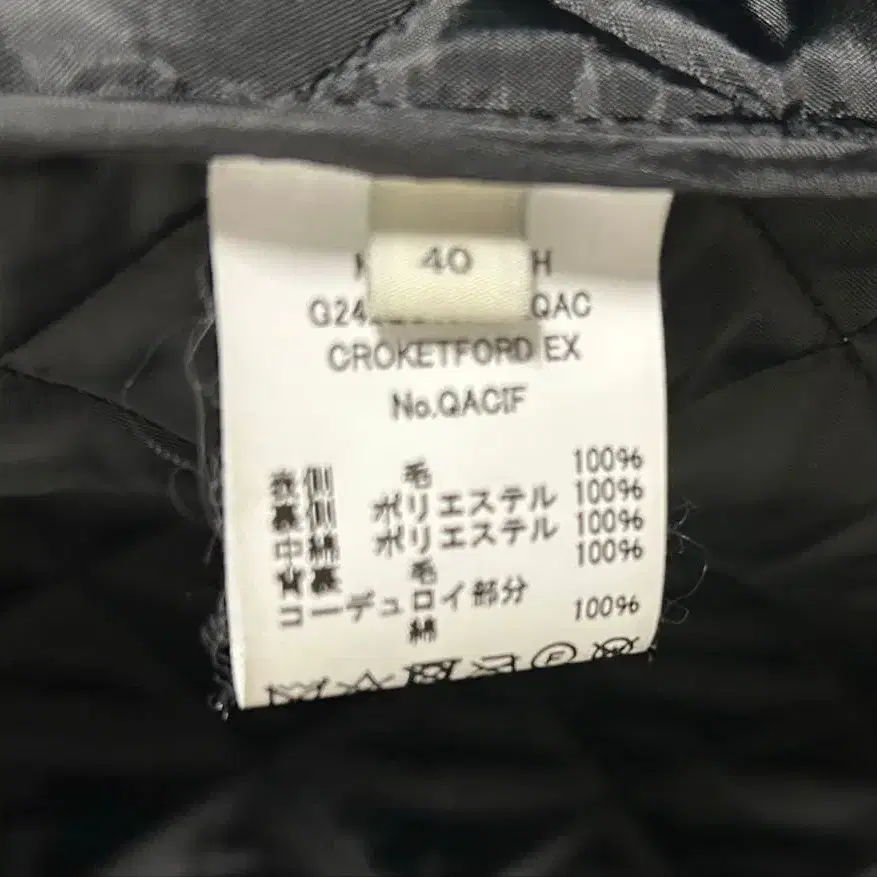 40
H
G24 QAC
CROKETFORD EX
No.QACIF
表側 毛 100%
裏側 ポリエステル 100%
中綿 ポリエステル 100%
背裏 毛 100%
コーデュロイ部分
綿 100%